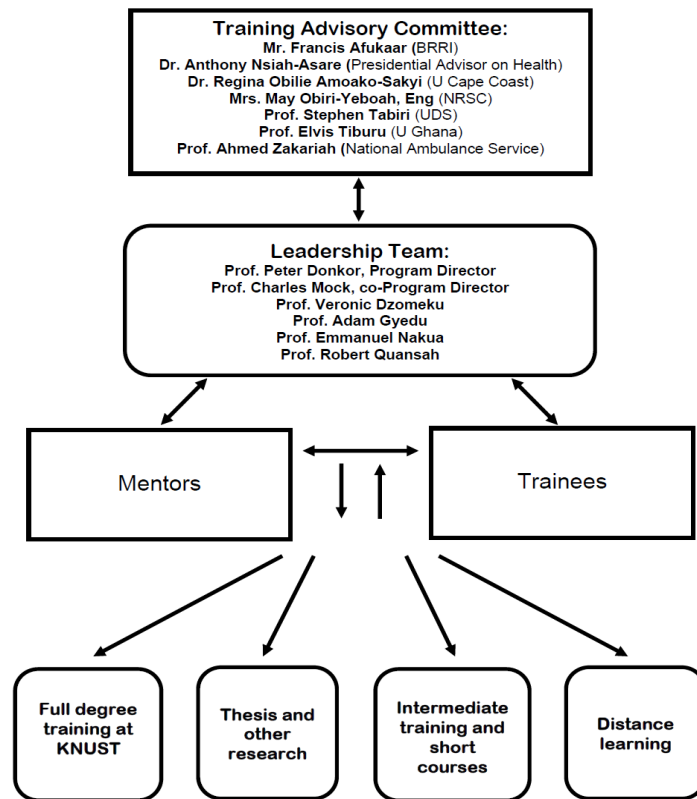 Training Advisory Committee:
Mr. Francis Afukaar (BRRI)
Dr. Anthony Nsiah-Asare (Presidential Advisor on Health)
Dr. Regina Obilie Amoako-Sakyi (U Cape Coast)
Mrs. May Obiri-Yeboah, Eng (NRSC)
Prof. Stephen Tabiri (UDS)
Prof. Elvis Tiburu (U Ghana)
Prof. Ahmed Zakariah (National Ambulance Service)
Leadership Team:
Prof. Peter Donkor, Program Director
Prof. Charles Mock, co-Program Director
Prof. Veronic Dzomeku
Prof. Adam Gyedu
Prof. Emmanuel Nakua
Prof. Robert Quansah
Mentors
Trainees
Full degree
training at
KNUST
Thesis and
other
research
Intermediate
training and
short
courses
Distance
learning